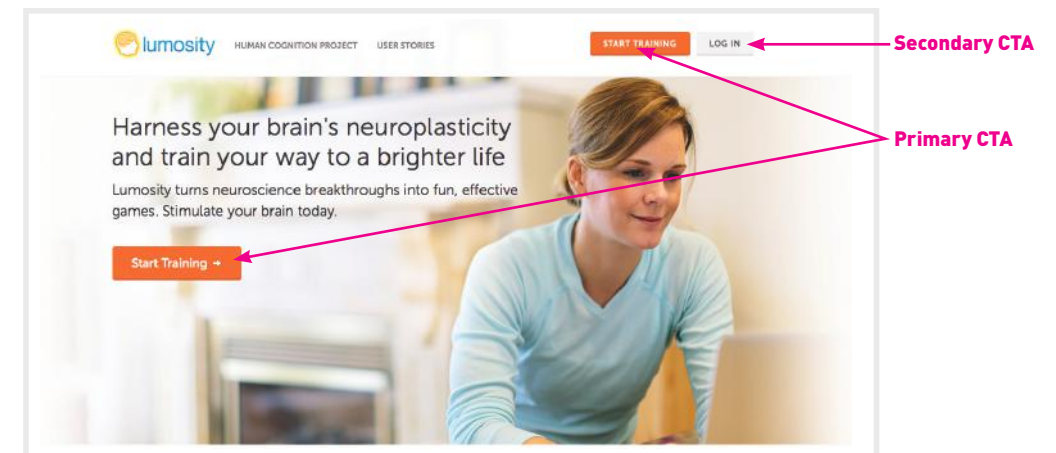 lumosity
HUMAN COGNITION PROJECT
USER STORIES
START TRAINING
LOG IN
Secondary CTA
Primary CTA
Harness your brain's neuroplasticity
and train your way to a brighter life
Lumosity turns neuroscience breakthroughs into fun, effective
games. Stimulate your brain today.
Start Training →